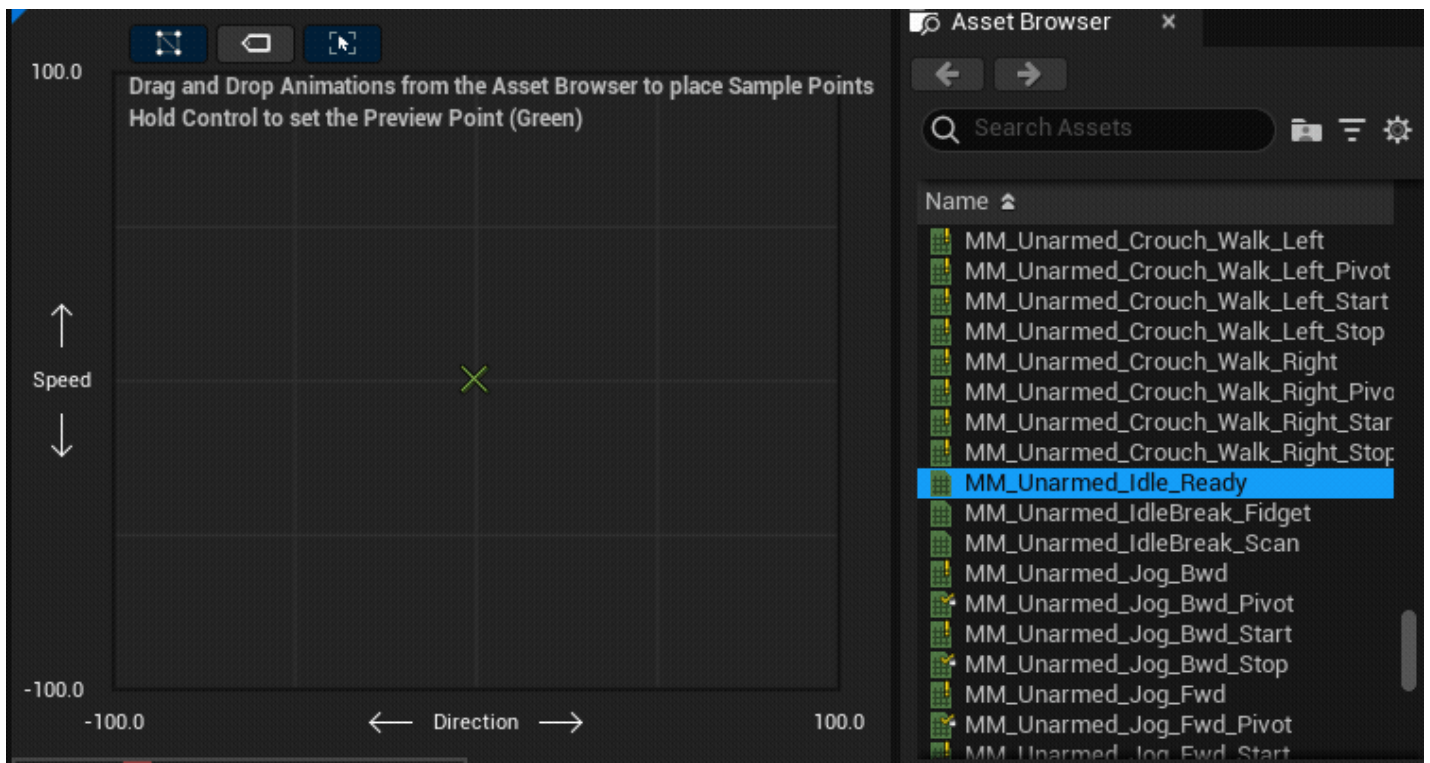 Asset Browser
100.0
Drag and Drop Animations from the Asset Browser to place Sample Points
Hold Control to set the Preview Point (Green)
Speed
-100.0
-100.0
Direction
100.0
Search Assets
Name
MM_Unarmed_Crouch_Walk_Left
MM_Unarmed_Crouch_Walk_Left_Pivot
MM_Unarmed_Crouch_Walk_Left_Start
MM_Unarmed_Crouch_Walk_Left_Stop
MM_Unarmed_Crouch_Walk_Right
MM_Unarmed_Crouch_Walk_Right_Pivo
MM_Unarmed_Crouch_Walk_Right_Star
MM_Unarmed_Crouch_Walk_Right_Stop
MM_Unarmed_Idle_Ready
MM_Unarmed_IdleBreak_Fidget
MM_Unarmed_IdleBreak_Scan
MM_Unarmed_Jog_Bwd
MM_Unarmed_Jog_Bwd_Pivot
MM_Unarmed_Jog_Bwd_Start
MM_Unarmed_Jog_Bwd_Stop
MM_Unarmed_Jog_Fwd
MM_Unarmed_Jog_Fwd_Pivot
MM_Unarmed_Jog_Fwd_Start